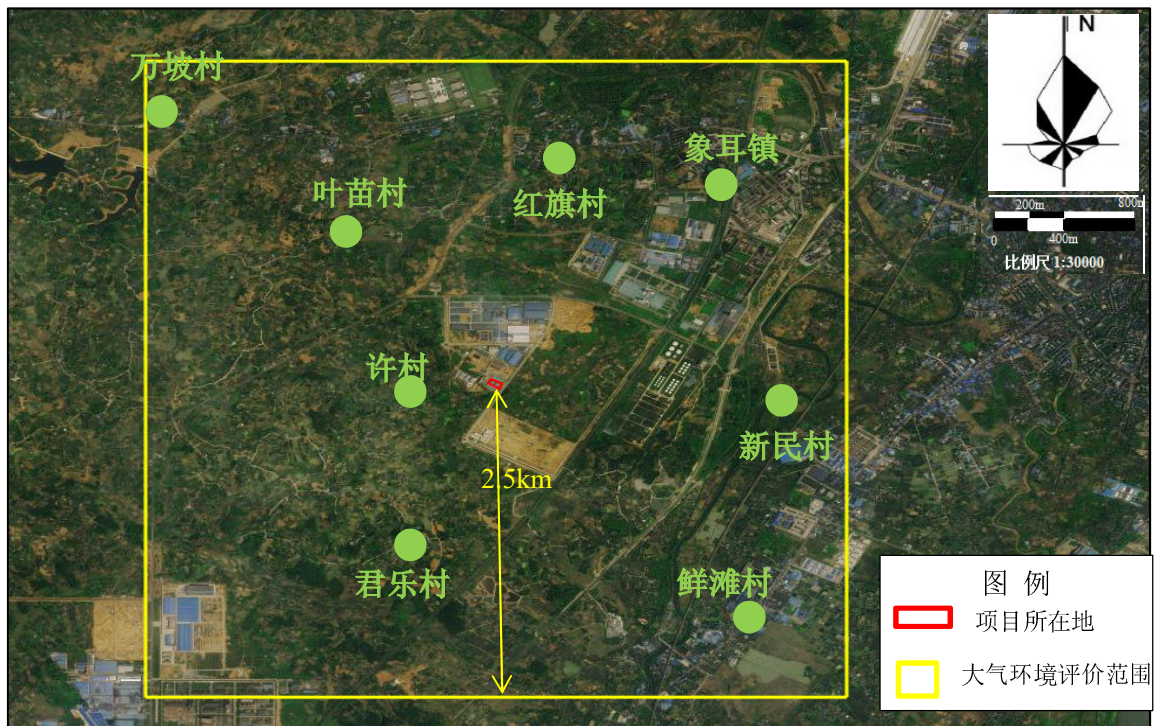 N
万坡村
象耳镇
叶苗村
红旗村
200m
800m
0
400m
比例尺 1:30000
许村
新民村
2.5km
君乐村
鲜滩村
图 例
项目所在地
大气环境评价范围